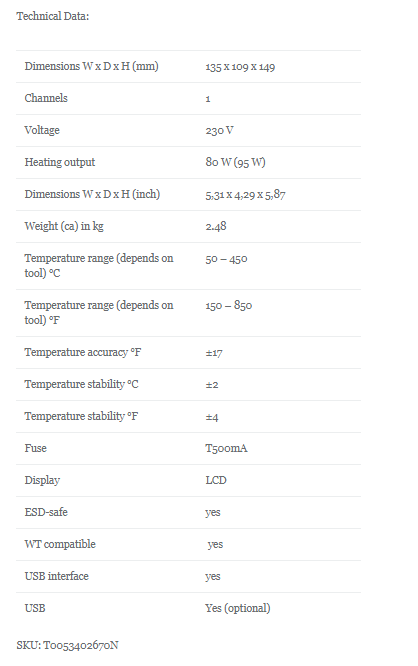 Technical Data:
Dimensions W x D x H (mm) 135 x 109 x 149
Channels 1
Voltage 230 V
Heating output 80 W (95 W)
Dimensions W x D x H (inch) 5,31 x 4,29 x 5,87
Weight (ca) in kg 2.48
Temperature range (depends on 50 – 450
tool) °C
Temperature range (depends on 150 – 850
tool) °F
Temperature accuracy °F ±17
Temperature stability °C ±2
Temperature stability °F ±4
Fuse T500mA
Display LCD
ESD-safe yes
WT compatible yes
USB interface yes
USB Yes (optional)
SKU: T0053402670N